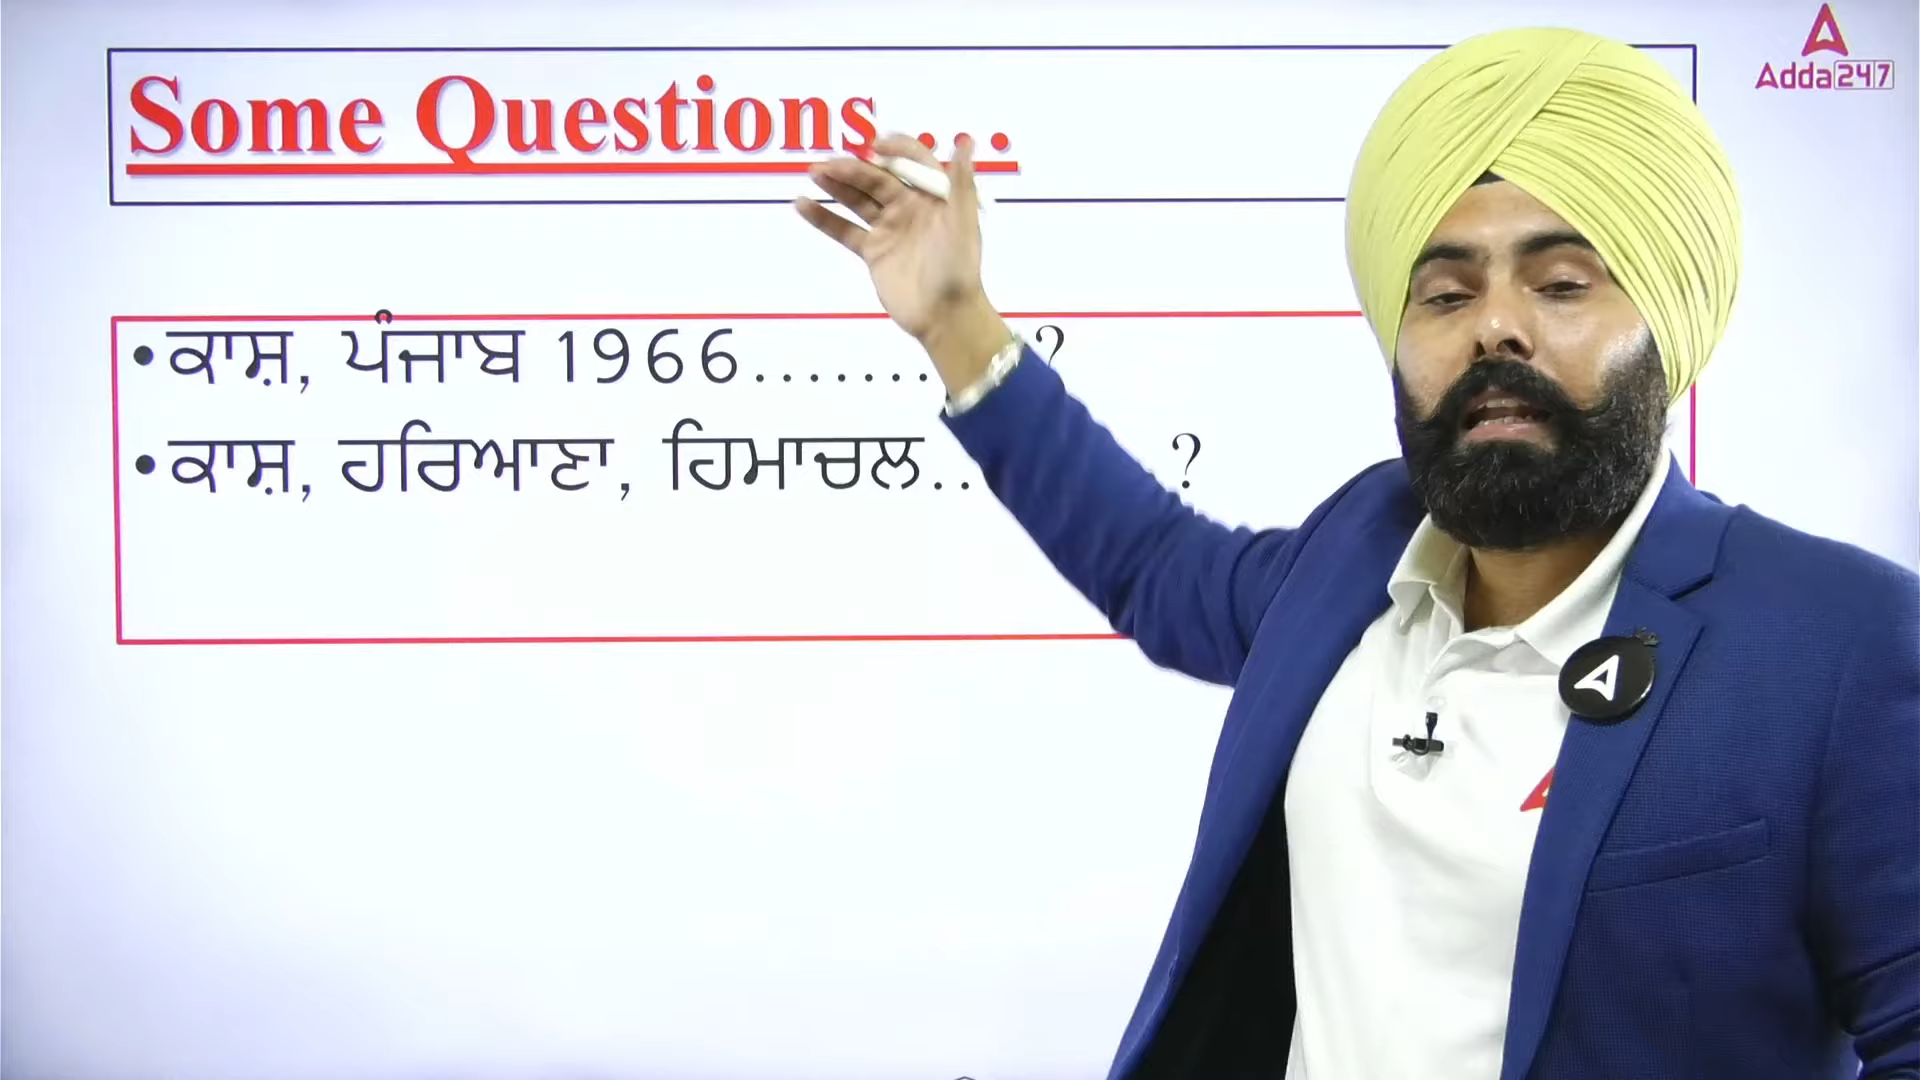 Adda247
Some Questions...
•ਕਾਸ਼, ਪੰਜਾਬ 1966....... ?
•ਕਾਸ਼, ਹਰਿਆਣਾ, ਹਿਮਾਚਲ.. ?